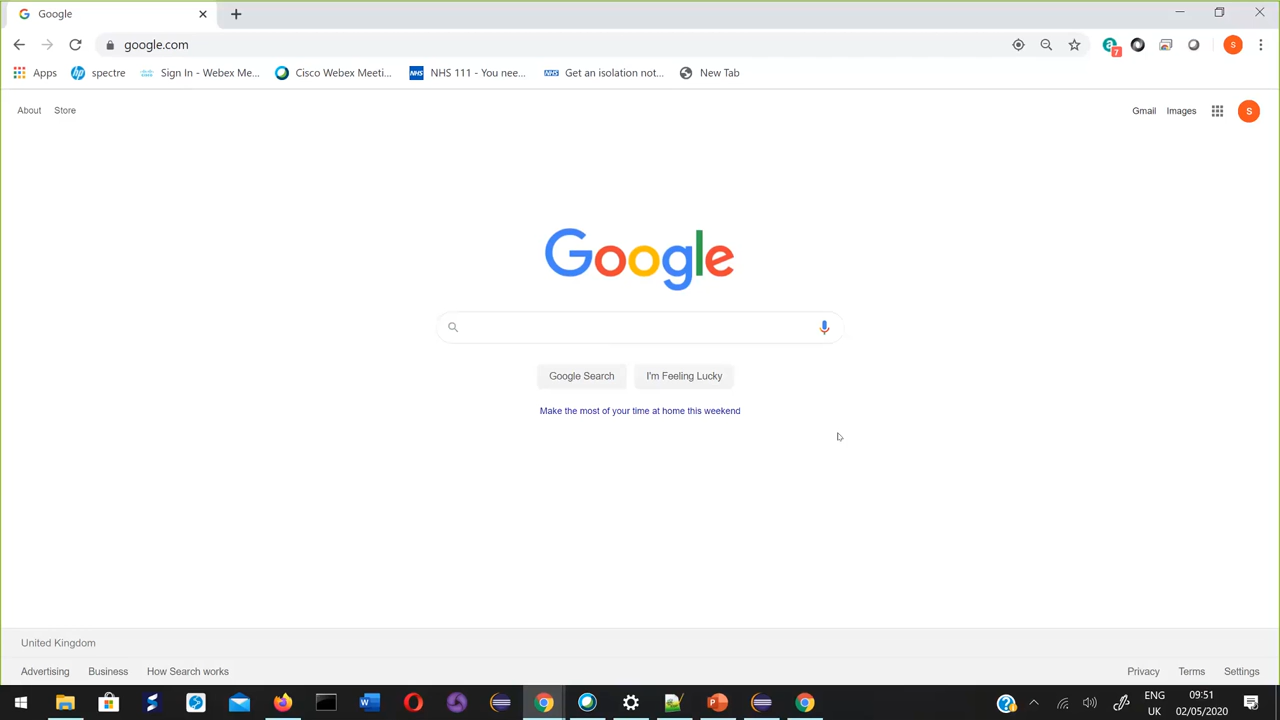 Google
google.com
Apps spectre Sign In - Webex Me... Cisco Webex Meeti... NHS 111 - You nee... Get an isolation not... New Tab
About Store Gmail Images S
Google
Google Search I'm Feeling Lucky
Make the most of your time at home this weekend
United Kingdom
Advertising Business How Search works Privacy Terms Settings
ENG 09:51
UK 02/05/2020